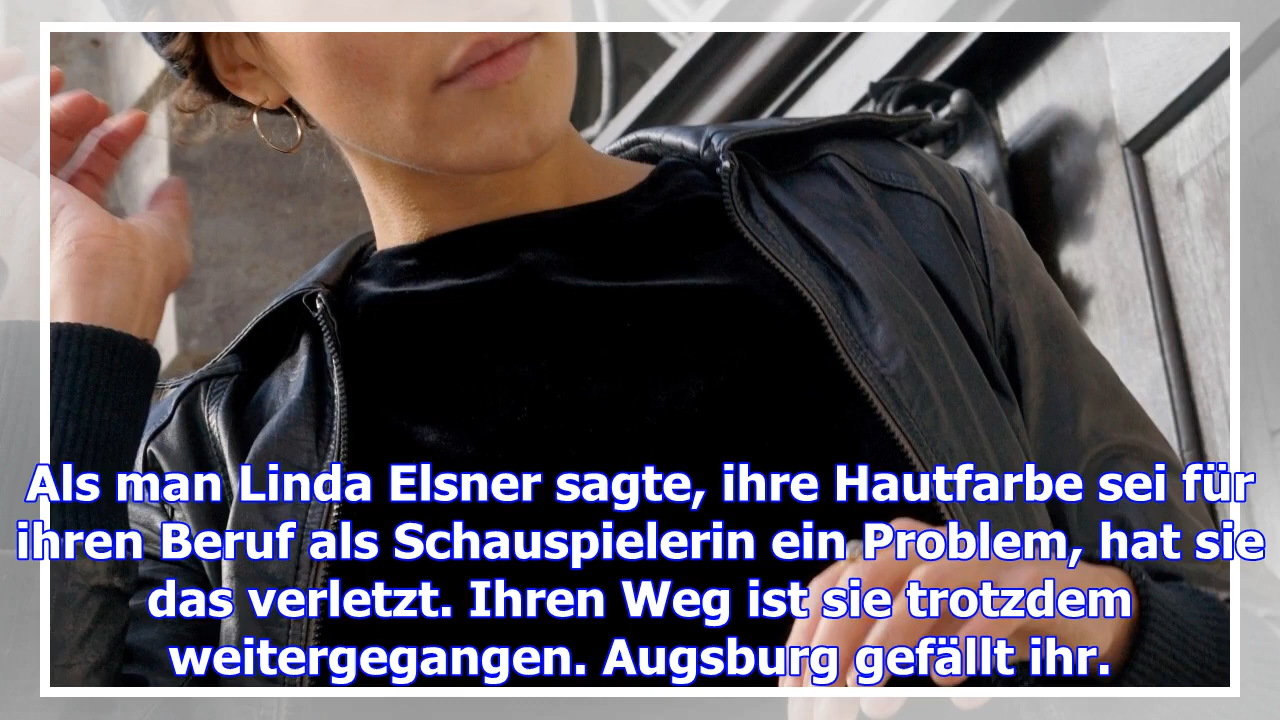 Als man Linda Elsner sagte, ihre Hautfarbe sei für
ihren Beruf als Schauspielerin ein Problem, hat sie
das verletzt. Ihren Weg ist sie trotzdem
weitergegangen. Augsburg gefällt ihr.